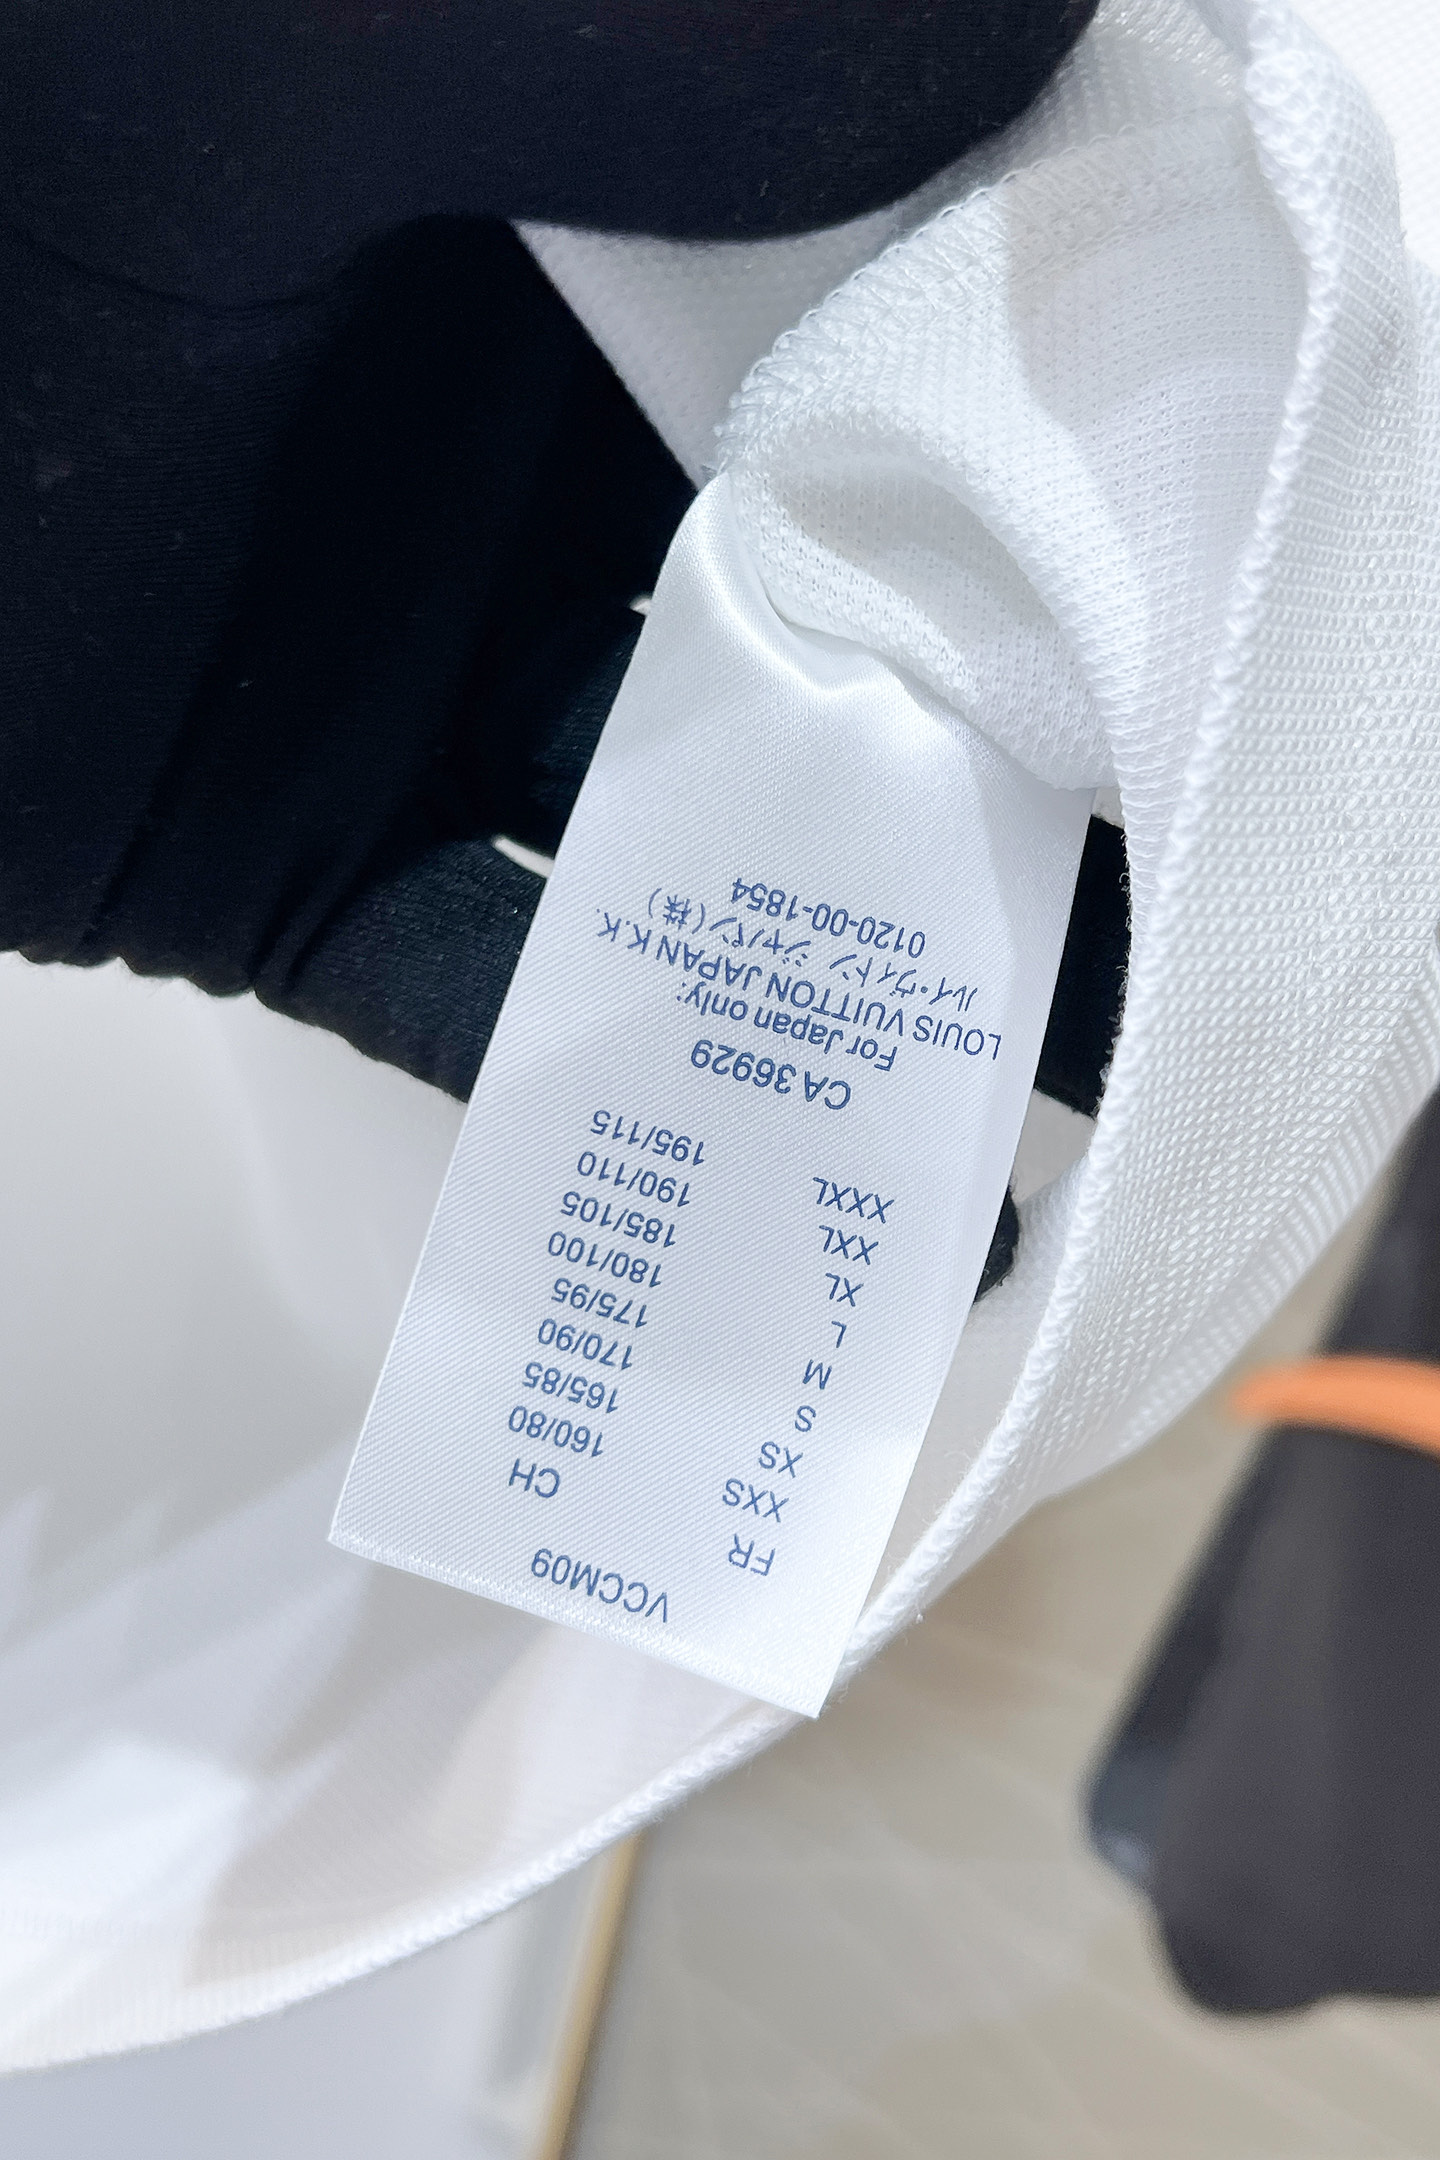 VCCM09
FR CH
XXS 160/80
XS 165/85
S 170/90
M 175/95
L 180/100
XL 185/105
XXL 190/110
XXXL 195/115
CA 36929
For Japan only:
LOUIS VUITTON JAPAN K.K.
ルイ・ヴィトン ジャパン(株)
0120-00-1854